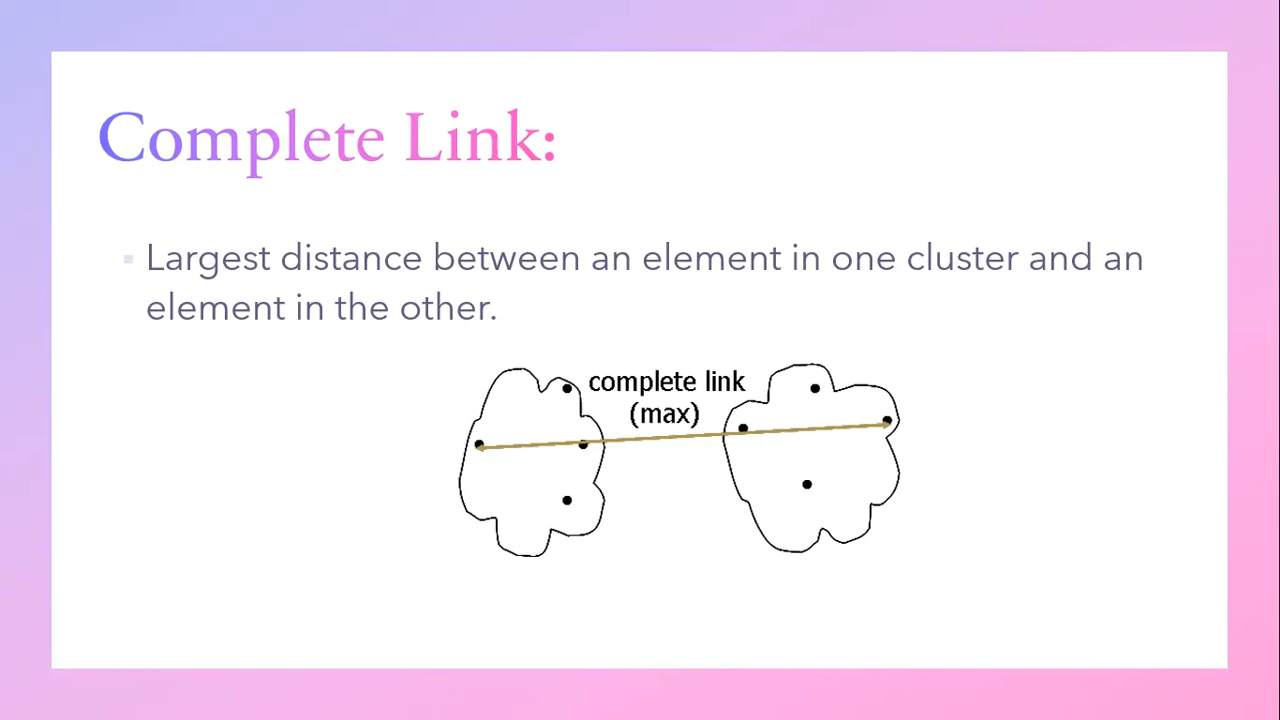 Complete Link:
Largest distance between an element in one cluster and an
element in the other.
complete link
(max)